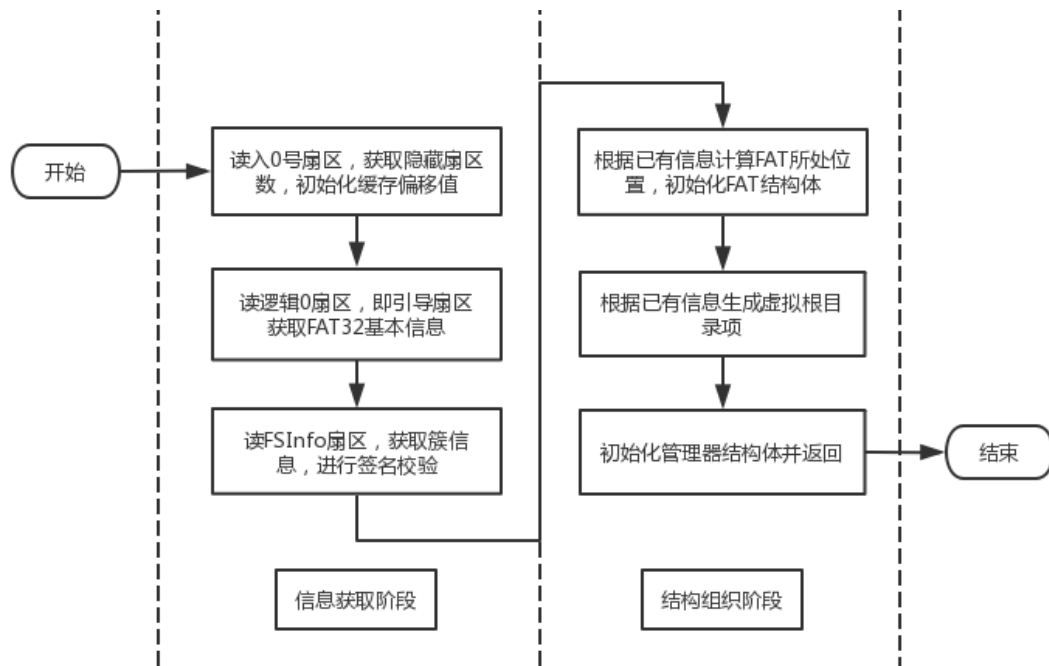 开始
读入0号扇区，获取隐藏扇区
数，初始化缓存偏移值
读逻辑0扇区，即引导扇区
获取FAT32基本信息
读FSInfo扇区，获取簇信
息，进行签名校验
信息获取阶段
根据已有信息计算FAT所处位
置，初始化FAT结构体
根据已有信息生成虚拟根目
录项
初始化管理器结构体并返回
结构组织阶段
结束